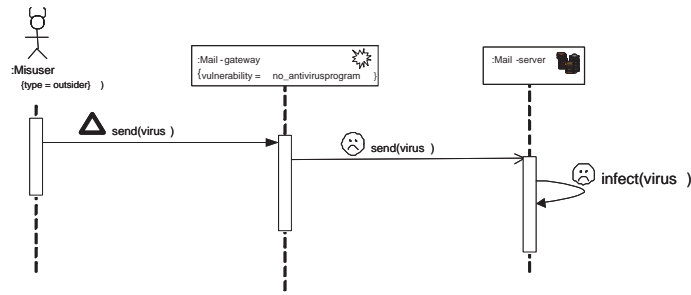 :Misuser
{type = outsider} )
:Mail -gateway
{vulnerability = no_antivirusprogram }
:Mail -server
send(virus )
send(virus )
infect(virus )